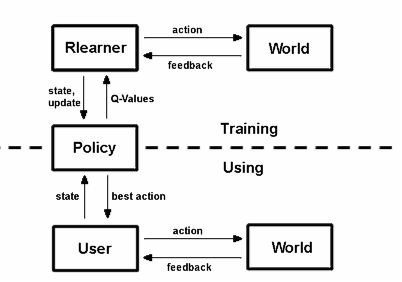 action
Rlearner
World
feedback
state,
update
Q-Values
Training
Policy
Using
state
best action
action
User
World
feedback